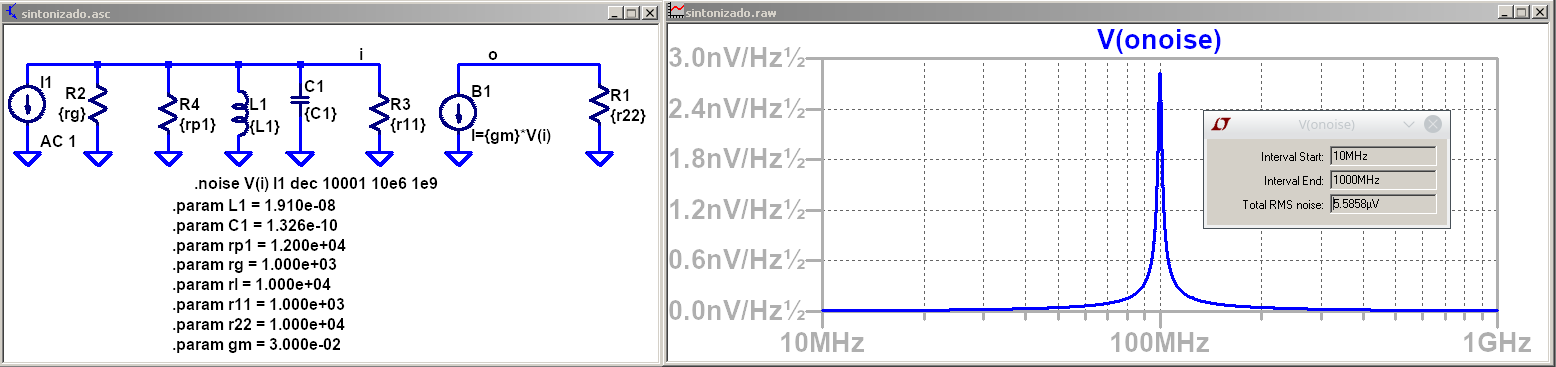 sintonizado.asc
i
o
I1
R2
{rg}
R4
{rp1}
L1
{L1}
C1
{C1}
R3
{r11}
B1
I={gm}*V(i)
R1
{r22}
AC 1
.noise V(i) I1 dec 10001 10e6 1e9
.param L1 = 1.910e-08
.param C1 = 1.326e-10
.param rp1 = 1.200e+04
.param rg = 1.000e+03
.param rl = 1.000e+04
.param r11 = 1.000e+03
.param r22 = 1.000e+04
.param gm = 3.000e-02
sintonizado.raw
V(onoise)
3.0nV/Hz½
2.4nV/Hz½
1.8nV/Hz½
1.2nV/Hz½
0.6nV/Hz½
0.0nV/Hz½
10MHz
100MHz
1GHz
V(onoise)
Interval Start: 10MHz
Interval End: 1000MHz
Total RMS noise: 5.5858µV